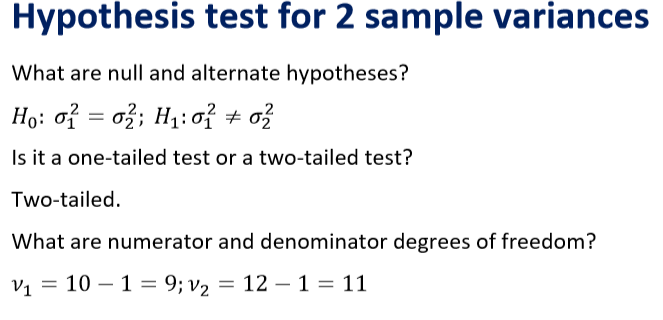 Hypothesis test for 2 sample variances
What are null and alternate hypotheses?
H₀: σ₁² = σ₂²; H₁: σ₁² ≠ σ₂²
Is it a one-tailed test or a two-tailed test?
Two-tailed.
What are numerator and denominator degrees of freedom?
ν₁ = 10 − 1 = 9; ν₂ = 12 − 1 = 11